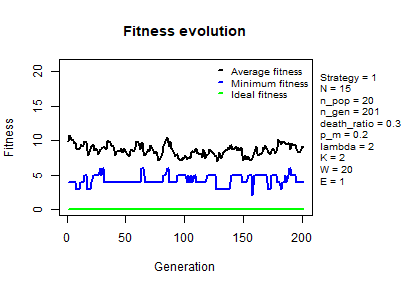 Fitness evolution
Average fitness
Minimum fitness
Ideal fitness
Strategy = 1
N = 15
n_pop = 20
n_gen = 201
death_ratio = 0.3
p_m = 0.2
lambda = 2
K = 2
W = 20
E = 1
Fitness
20
15
10
5
0
0
50
100
150
200
Generation